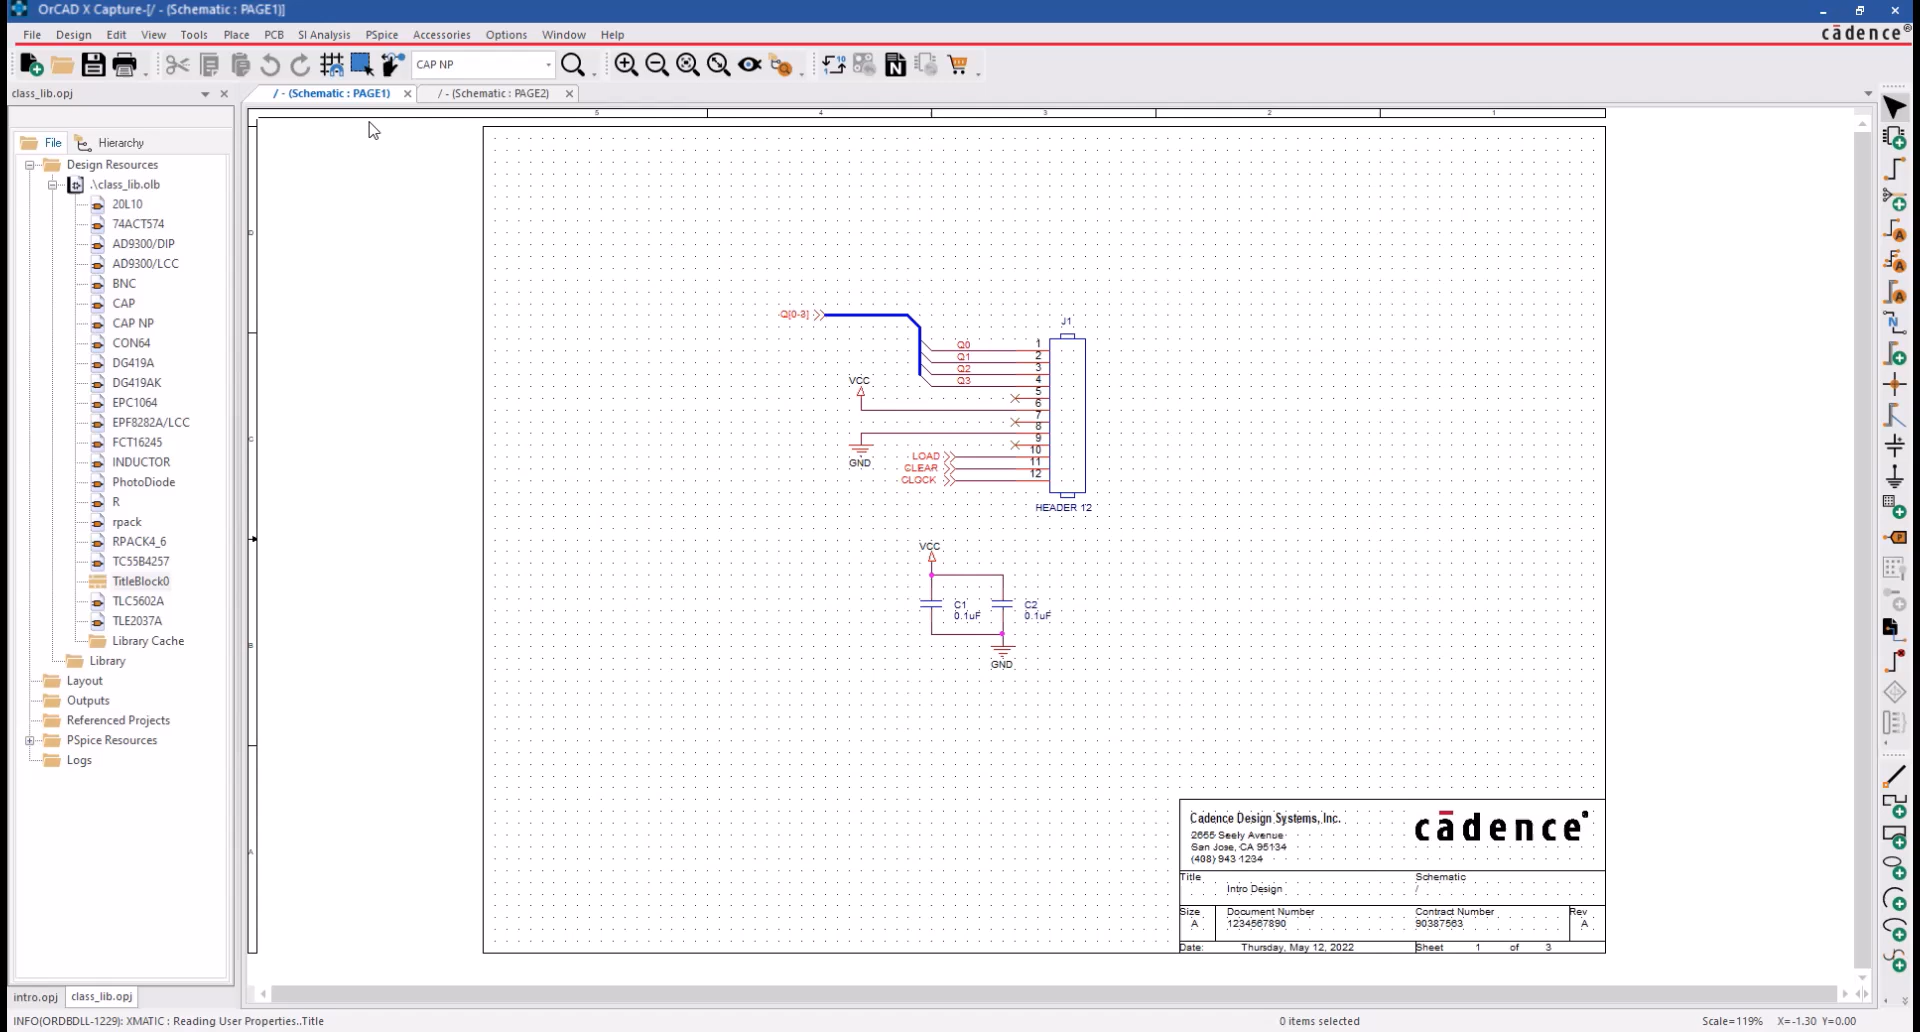 OrCAD X Capture-[/ - (Schematic : PAGE1)]
File Design Edit View Tools Place PCB SI Analysis PSpice Accessories Options Window Help
cādence®
CAP NP
class_lib.opj
/ - (Schematic : PAGE1)
/ - (Schematic : PAGE2)
File
Hierarchy
Design Resources
.\class_lib.olb
20L10
74ACT574
AD9300/DIP
AD9300/LCC
BNC
CAP
CAP NP
CON64
DG419A
DG419AK
EPC1064
EPF8282A/LCC
FCT16245
INDUCTOR
PhotoDiode
R
rpack
RPACK4_6
TC55B4257
TitleBlock0
TLC5602A
TLE2037A
Library Cache
Library
Layout
Outputs
Referenced Projects
PSpice Resources
Logs
intro.opj
class_lib.opj
5 4 3 2 1
D
C
B
A
Q[0-3]
J1
Q0 1
Q1 2
Q2 3
Q3 4
5
VCC
6
7
8
9
GND
LOAD 10
CLEAR 11
CLOCK 12
HEADER 12
VCC
C1
0.1uF
C2
0.1uF
GND
Cadence Design Systems, Inc.
2655 Seely Avenue
San Jose, CA 95134
(408) 943 1234
cādence®
Title
Intro Design
Schematic
/
Size
A
Document Number
1234567890
Contract Number
90387563
Rev
A
Date: Thursday, May 12, 2022 Sheet 1 of 3
INFO(ORDBDLL-1229): XMATIC : Reading User Properties..Title
0 items selected
Scale=119% X=-1.30 Y=0.00